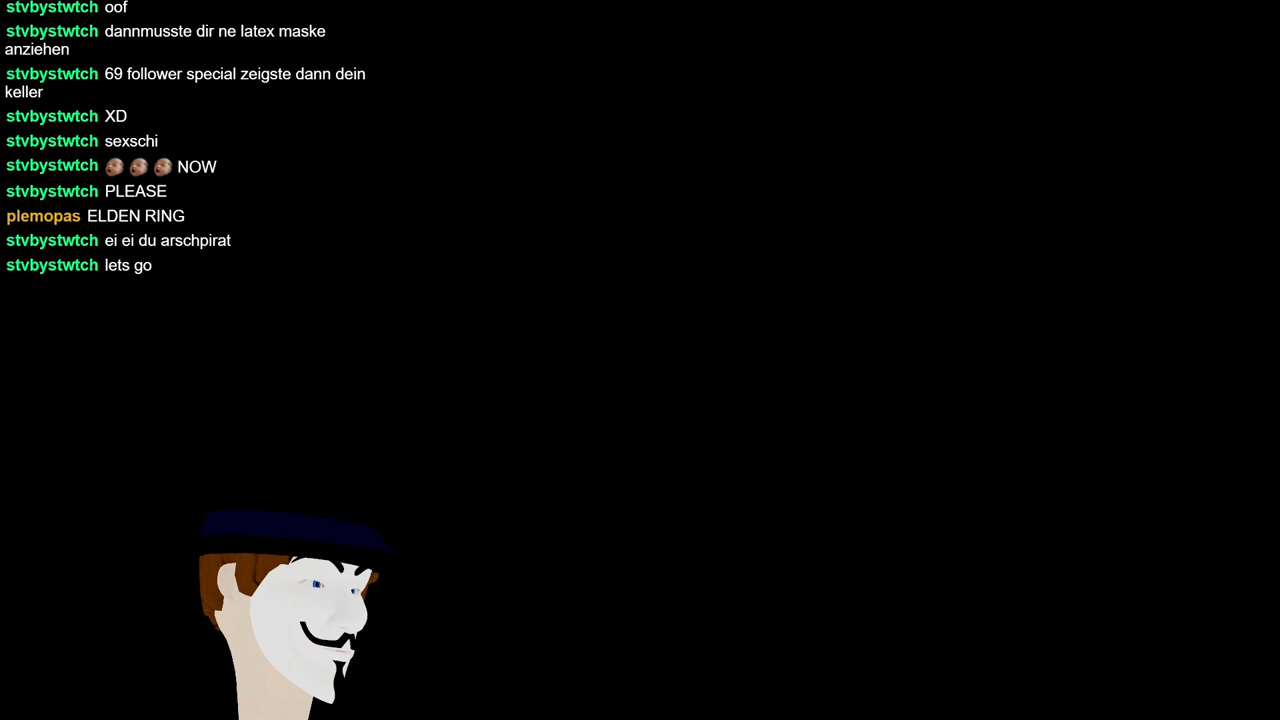 stvbystwtch oof
stvbystwtch dannmusste dir ne latex maske
anziehen
stvbystwtch 69 follower special zeigste dann dein
keller
stvbystwtch XD
stvbystwtch sexschi
stvbystwtch NOW
stvbystwtch PLEASE
plemopas ELDEN RING
stvbystwtch ei ei du arschpirat
stvbystwtch lets go